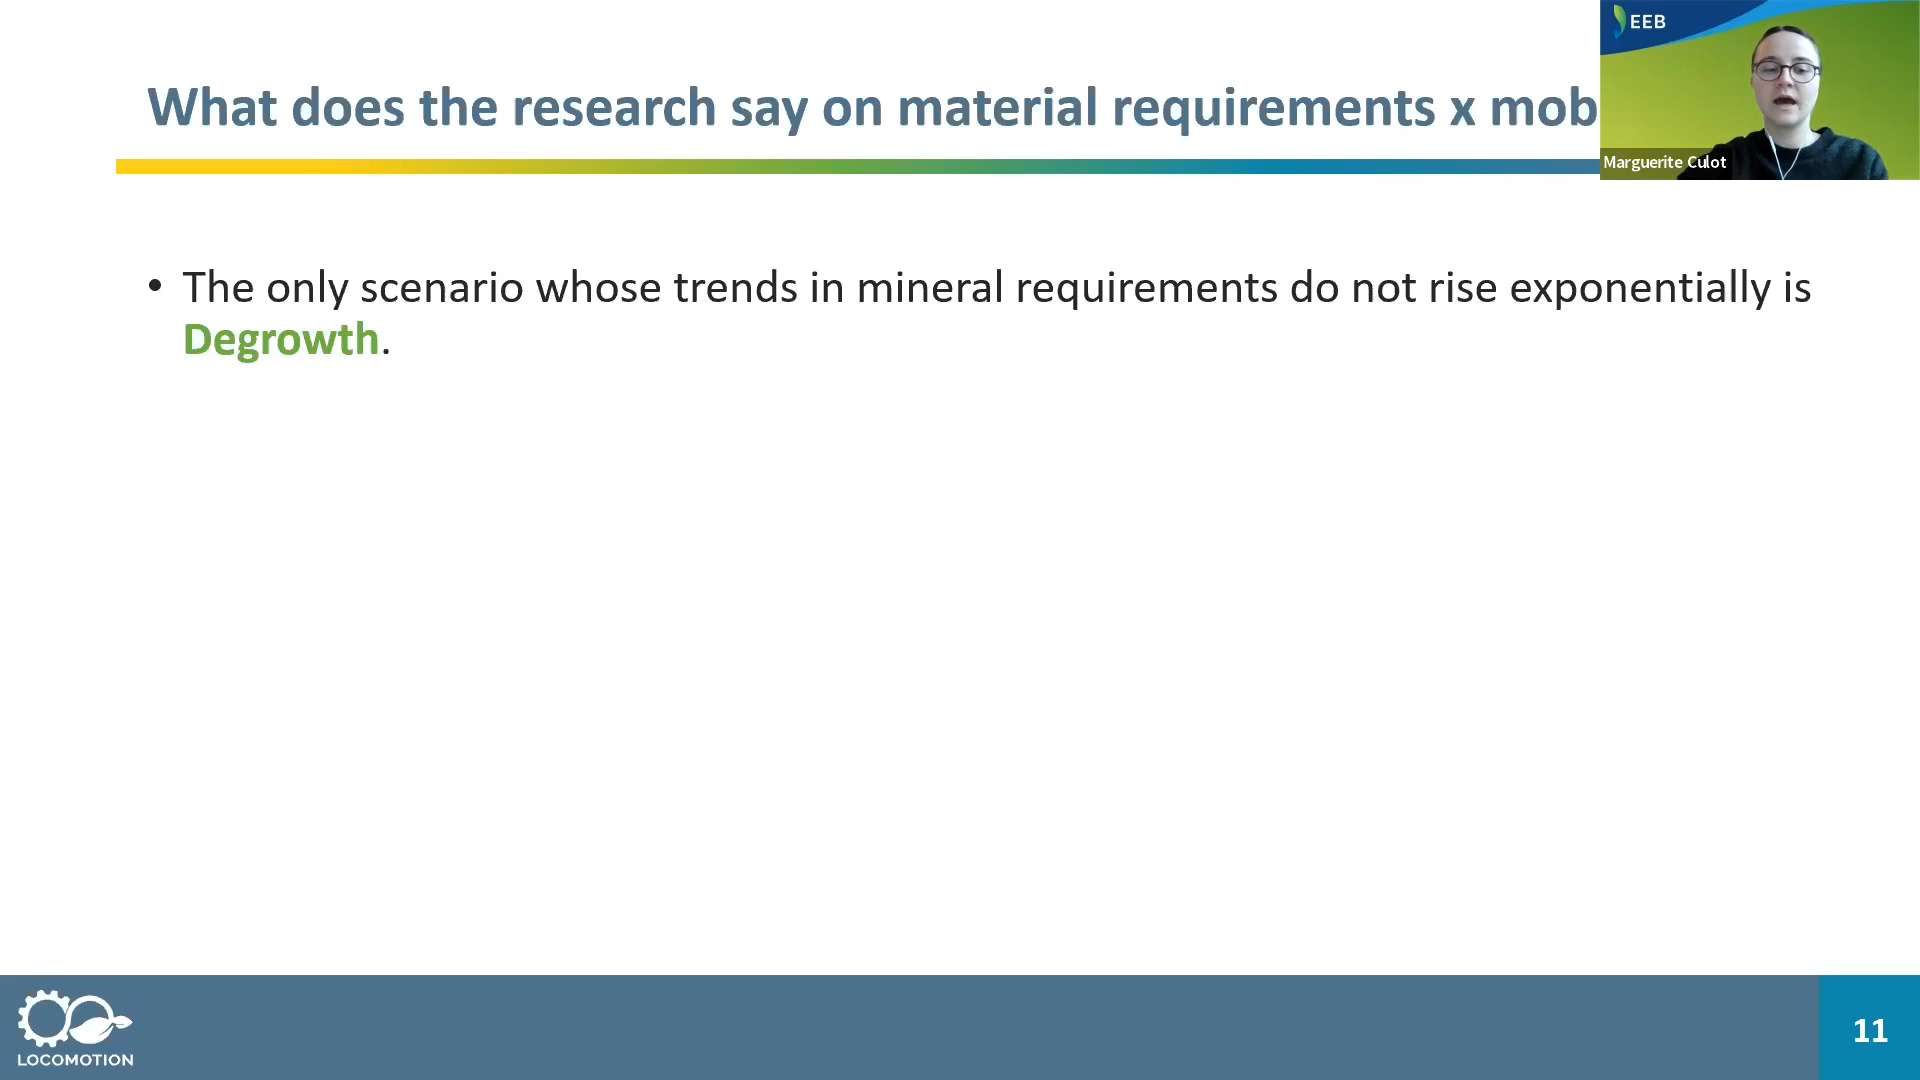 EEB
What does the research say on material requirements x mob
Marguerite Culot
• The only scenario whose trends in mineral requirements do not rise exponentially is
Degrowth.
LOCOMOTION
11